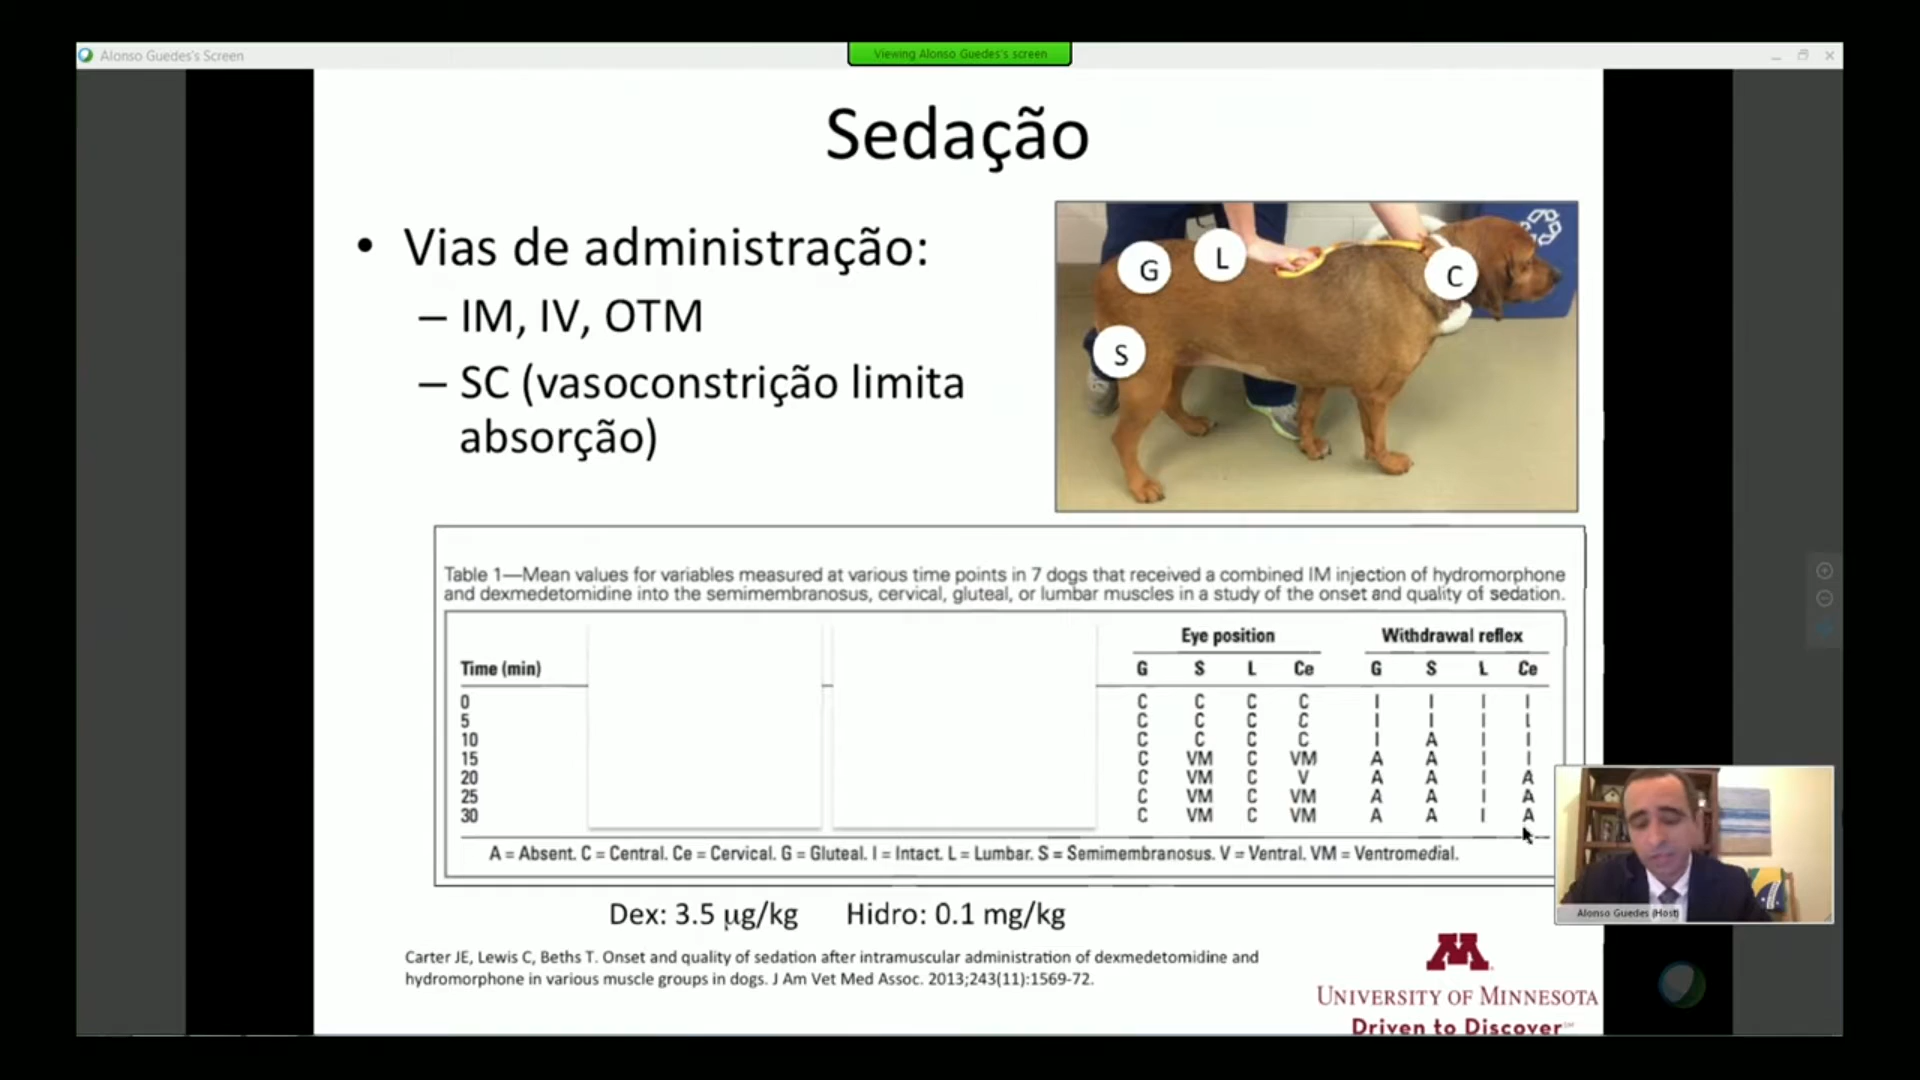 Alonso Guedes's Screen
Viewing Alonso Guedes's screen
Sedação
• Vias de administração:
– IM, IV, OTM
– SC (vasoconstrição limita
absorção)
G
L
C
S
Table 1—Mean values for variables measured at various time points in 7 dogs that received a combined IM injection of hydromorphone
and dexmedetomidine into the semimembranosus, cervical, gluteal, or lumbar muscles in a study of the onset and quality of sedation.
Eye position Withdrawal reflex
Time (min) G S L Ce G S L Ce
0 C C C C I I I I
5 C C C C I I I I
10 C C C C I A I I
15 C VM C VM A A I I
20 C VM C V A A I A
25 C VM C VM A A I A
30 C VM C VM A A I A
A = Absent. C = Central. Ce = Cervical. G = Gluteal. I = Intact. L = Lumbar. S = Semimembranosus. V = Ventral. VM = Ventromedial.
Dex: 3.5 µg/kg Hidro: 0.1 mg/kg
Carter JE, Lewis C, Beths T. Onset and quality of sedation after intramuscular administration of dexmedetomidine and
hydromorphone in various muscle groups in dogs. J Am Vet Med Assoc. 2013;243(11):1569-72.
Alonso Guedes (Host)
M
UNIVERSITY OF MINNESOTA
Driven to Discover℠